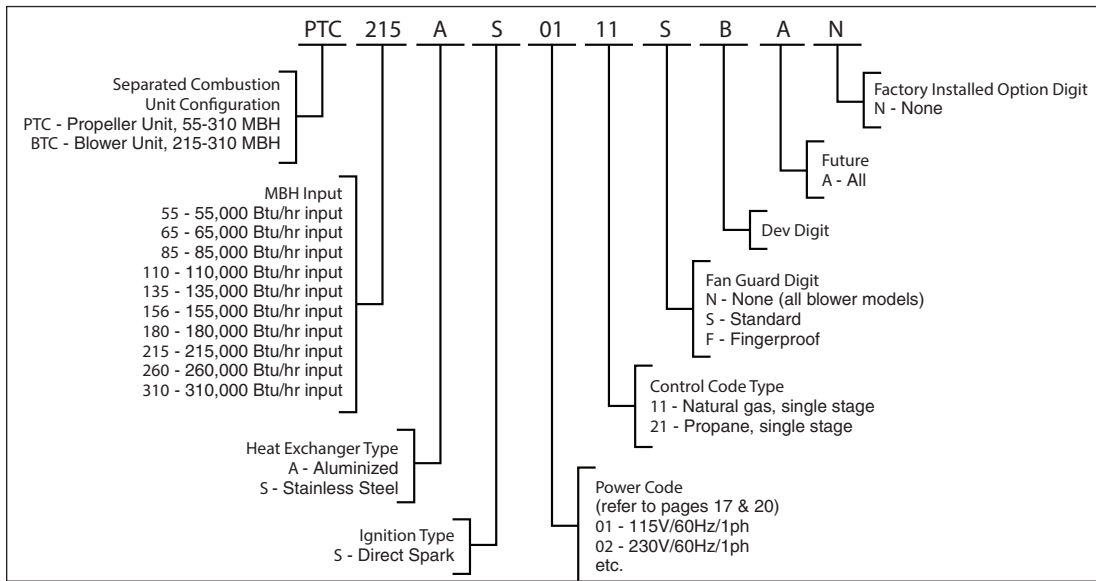 PTC 215 A S 01 11 S B A N
Separated Combustion
Unit Configuration
PTC - Propeller Unit, 55-310 MBH
BTC - Blower Unit, 215-310 MBH
MBH Input
55 - 55,000 Btu/hr input
65 - 65,000 Btu/hr input
85 - 85,000 Btu/hr input
110 - 110,000 Btu/hr input
135 - 135,000 Btu/hr input
156 - 155,000 Btu/hr input
180 - 180,000 Btu/hr input
215 - 215,000 Btu/hr input
260 - 260,000 Btu/hr input
310 - 310,000 Btu/hr input
Heat Exchanger Type
A - Aluminized
S - Stainless Steel
Ignition Type
S - Direct Spark
Factory Installed Option Digit
N - None
Future
A - All
Dev Digit
Fan Guard Digit
N - None (all blower models)
S - Standard
F - Fingerproof
Control Code Type
11 - Natural gas, single stage
21 - Propane, single stage
Power Code
(refer to pages 17 & 20)
01 - 115V/60Hz/1ph
02 - 230V/60Hz/1ph
etc.